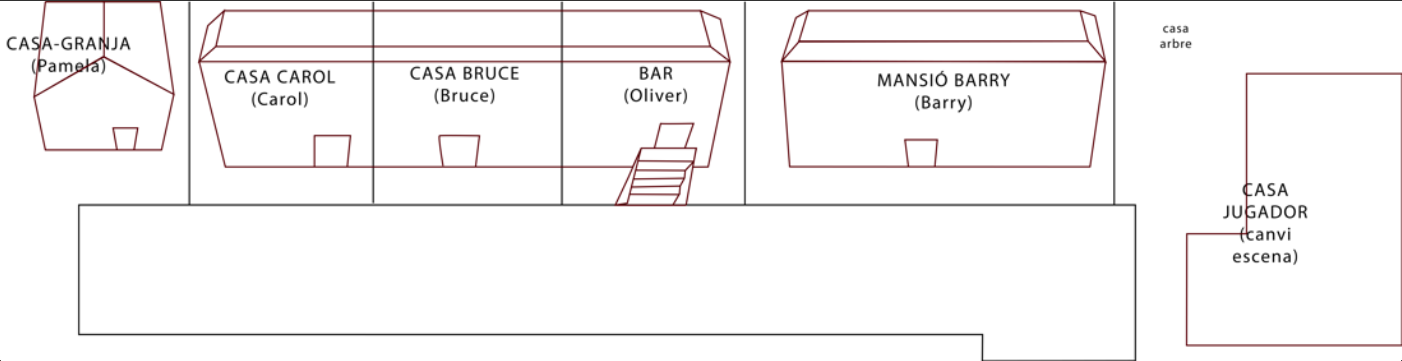 CASA-GRANJA
(Pamela)
CASA CAROL
(Carol)
CASA BRUCE
(Bruce)
BAR
(Oliver)
MANSIÓ BARRY
(Barry)
casa
arbre
CASA
JUGADOR
(canvi
escena)